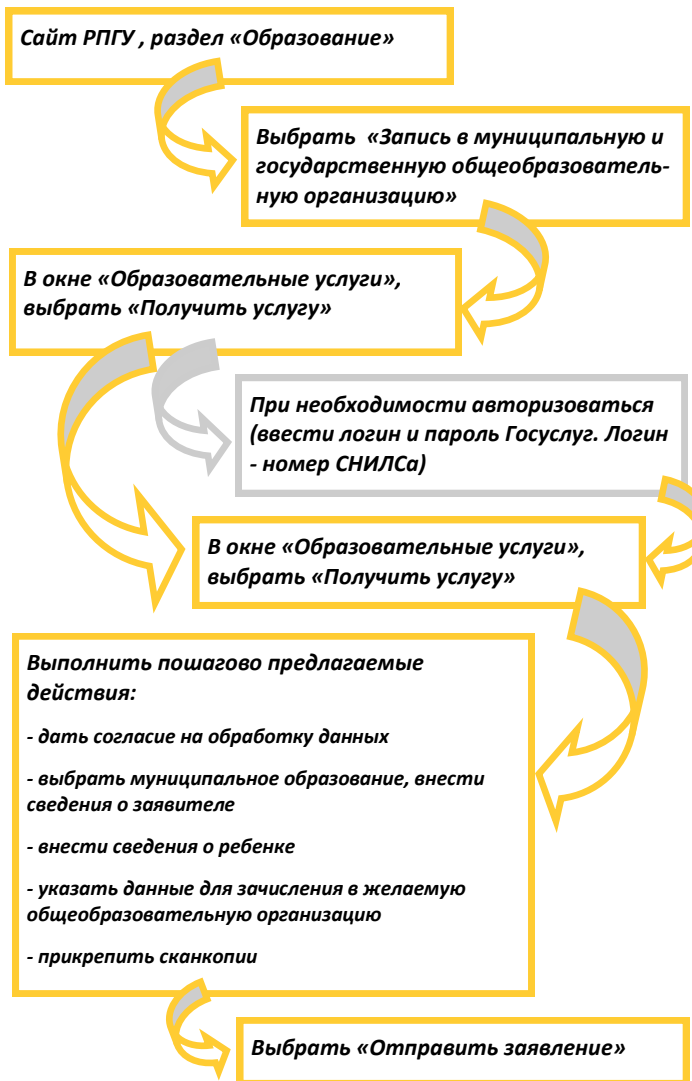 Сайт РПГУ , раздел «Образование»
Выбрать «Запись в муниципальную и
государственную общеобразователь-
ную организацию»
В окне «Образовательные услуги»,
выбрать «Получить услугу»
При необходимости авторизоваться
(ввести логин и пароль Госуслуг. Логин
- номер СНИЛСа)
В окне «Образовательные услуги»,
выбрать «Получить услугу»
Выполнить пошагово предлагаемые
действия:
- дать согласие на обработку данных
- выбрать муниципальное образование, внести
сведения о заявителе
- внести сведения о ребенке
- указать данные для зачисления в желаемую
общеобразовательную организацию
- прикрепить сканкопии
Выбрать «Отправить заявление»